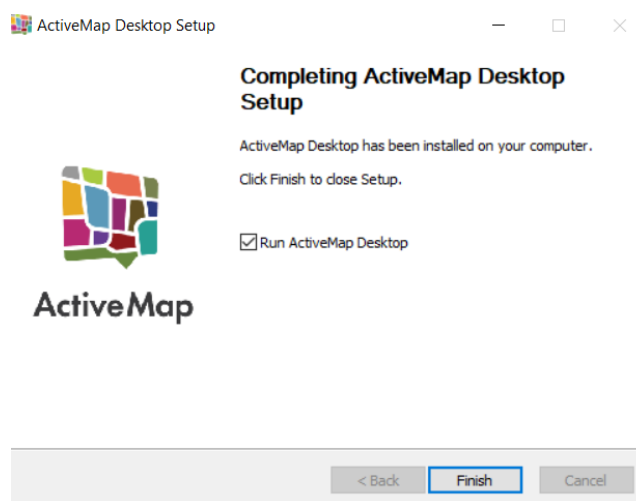 ActiveMap Desktop Setup
Completing ActiveMap Desktop
Setup
ActiveMap Desktop has been installed on your computer.
Click Finish to close Setup.
Run ActiveMap Desktop
ActiveMap
< Back Finish Cancel